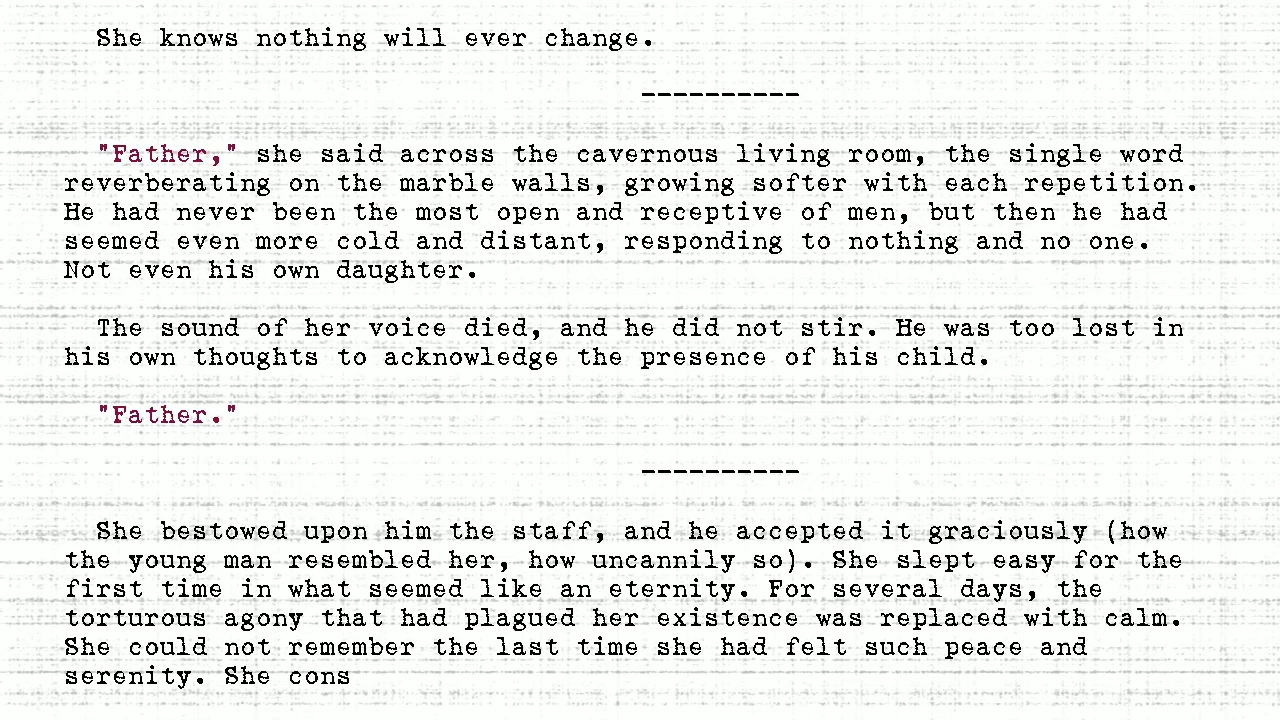 She knows nothing will ever change.
----------
"Father," she said across the cavernous living room, the single word
reverberating on the marble walls, growing softer with each repetition.
He had never been the most open and receptive of men, but then he had
seemed even more cold and distant, responding to nothing and no one.
Not even his own daughter.
The sound of her voice died, and he did not stir. He was too lost in
his own thoughts to acknowledge the presence of his child.
"Father."
----------
She bestowed upon him the staff, and he accepted it graciously (how
the young man resembled her, how uncannily so). She slept easy for the
first time in what seemed like an eternity. For several days, the
torturous agony that had plagued her existence was replaced with calm.
She could not remember the last time she had felt such peace and
serenity. She cons